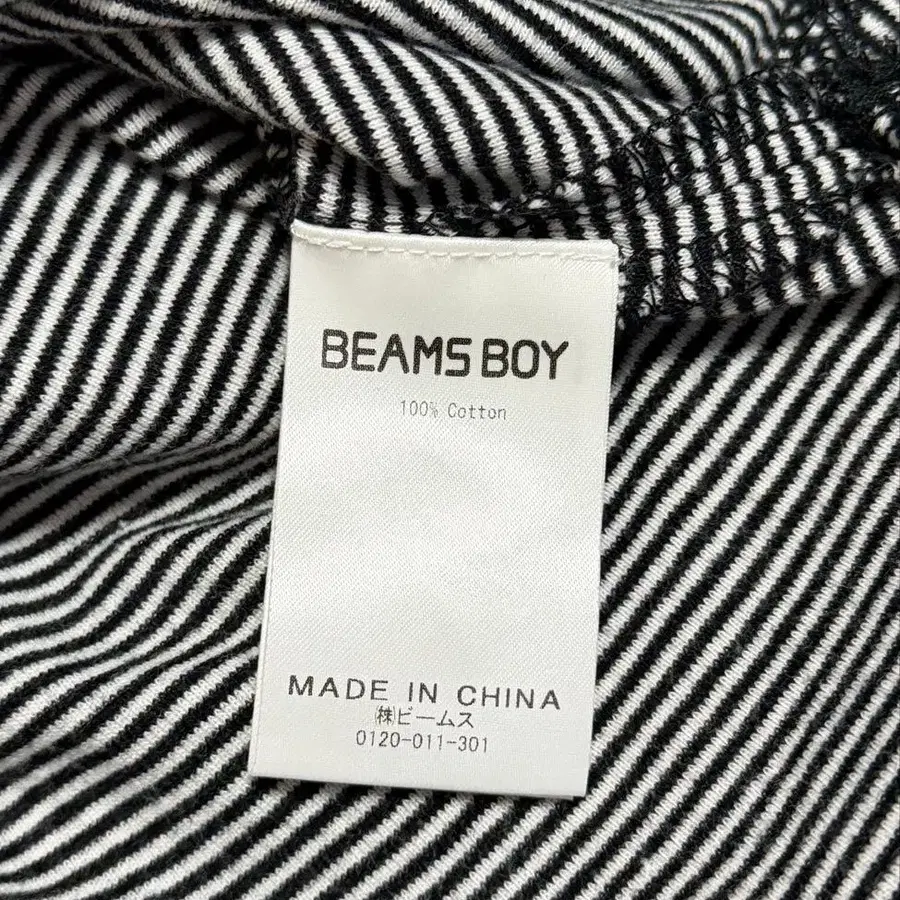 BEAMS BOY
100% Cotton
MADE IN CHINA
㈱ビームス
0120-011-301